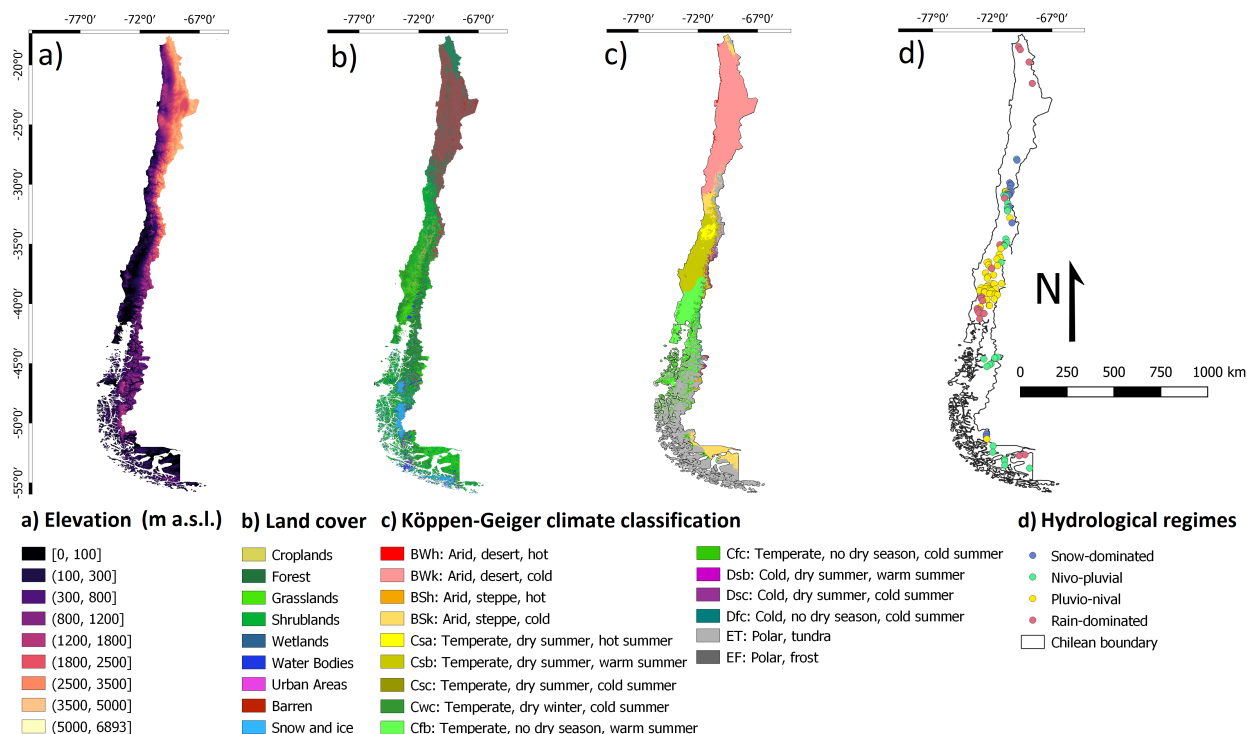 -77°0' -72°0' -67°0'
-77°0' -72°0' -67°0'
-77°0' -72°0' -67°0'
-77°0' -72°0' -67°0'
a)
b)
c)
d)
-20°0'
-25°0'
-30°0'
-35°0'
-40°0'
-45°0'
-50°0'
-55°0'
N
0 250 500 750 1000 km
a) Elevation (m a.s.l.)
[0, 100]
(100, 300]
(300, 800]
(800, 1200]
(1200, 1800]
(1800, 2500]
(2500, 3500]
(3500, 5000]
(5000, 6893]
b) Land cover
Croplands
Forest
Grasslands
Shrublands
Wetlands
Water Bodies
Urban Areas
Barren
Snow and ice
c) Köppen-Geiger climate classification
BWh: Arid, desert, hot
BWk: Arid, desert, cold
BSh: Arid, steppe, hot
BSk: Arid, steppe, cold
Csa: Temperate, dry summer, hot summer
Csb: Temperate, dry summer, warm summer
Csc: Temperate, dry summer, cold summer
Cwc: Temperate, dry winter, cold summer
Cfb: Temperate, no dry season, warm summer
Cfc: Temperate, no dry season, cold summer
Dsb: Cold, dry summer, warm summer
Dsc: Cold, dry summer, cold summer
Dfc: Cold, no dry season, cold summer
ET: Polar, tundra
EF: Polar, frost
d) Hydrological regimes
Snow-dominated
Nivo-pluvial
Pluvio-nival
Rain-dominated
Chilean boundary